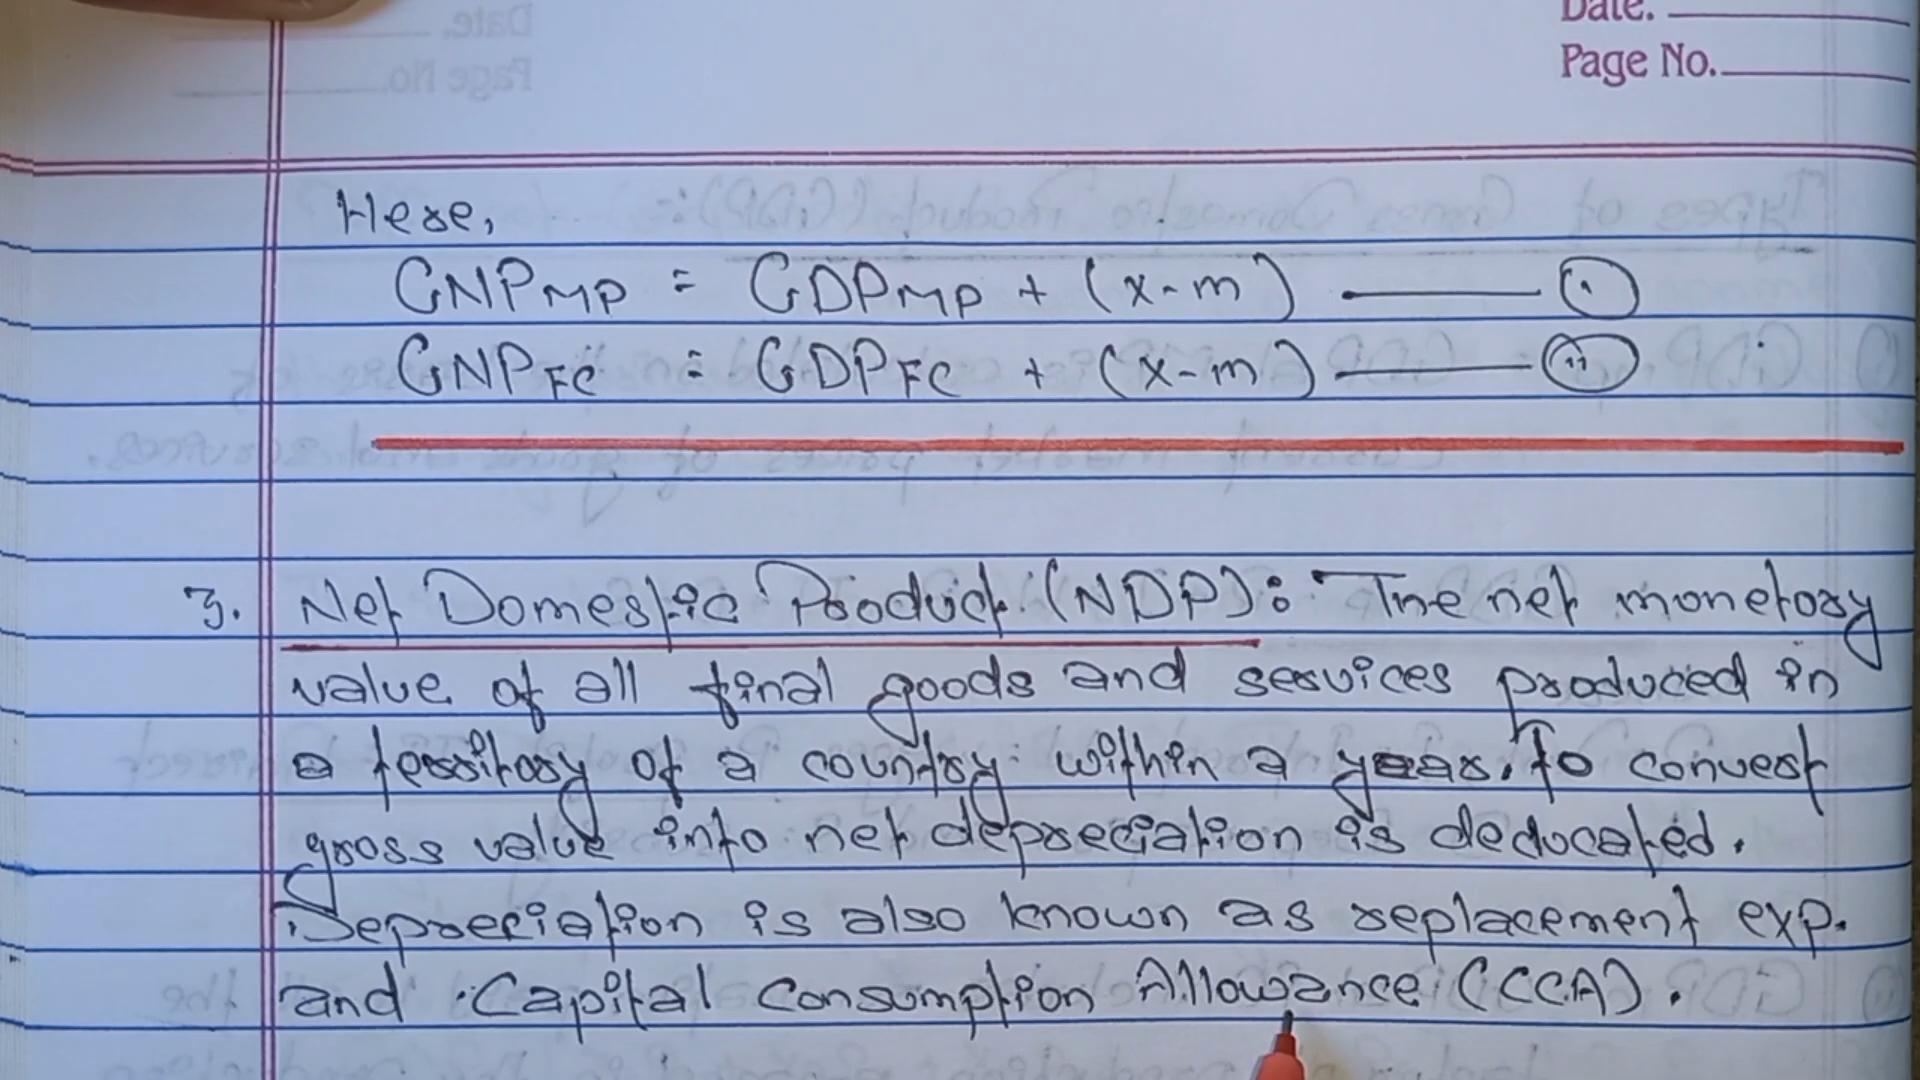 Date.
Page No.
Here,
GNPMP = GDPMP + (x-m) —— (i)
GNPFC = GDPFC + (x-m) —— (ii)
3. Net Domestic Product (NDP): The net monetory
value of all final goods and services produced in
a territory of a country within a year. To convert
gross value into net depreciation is deducated.
Depreciation is also known as replacement exp.
and Capital Consumption Allowance (CCA).